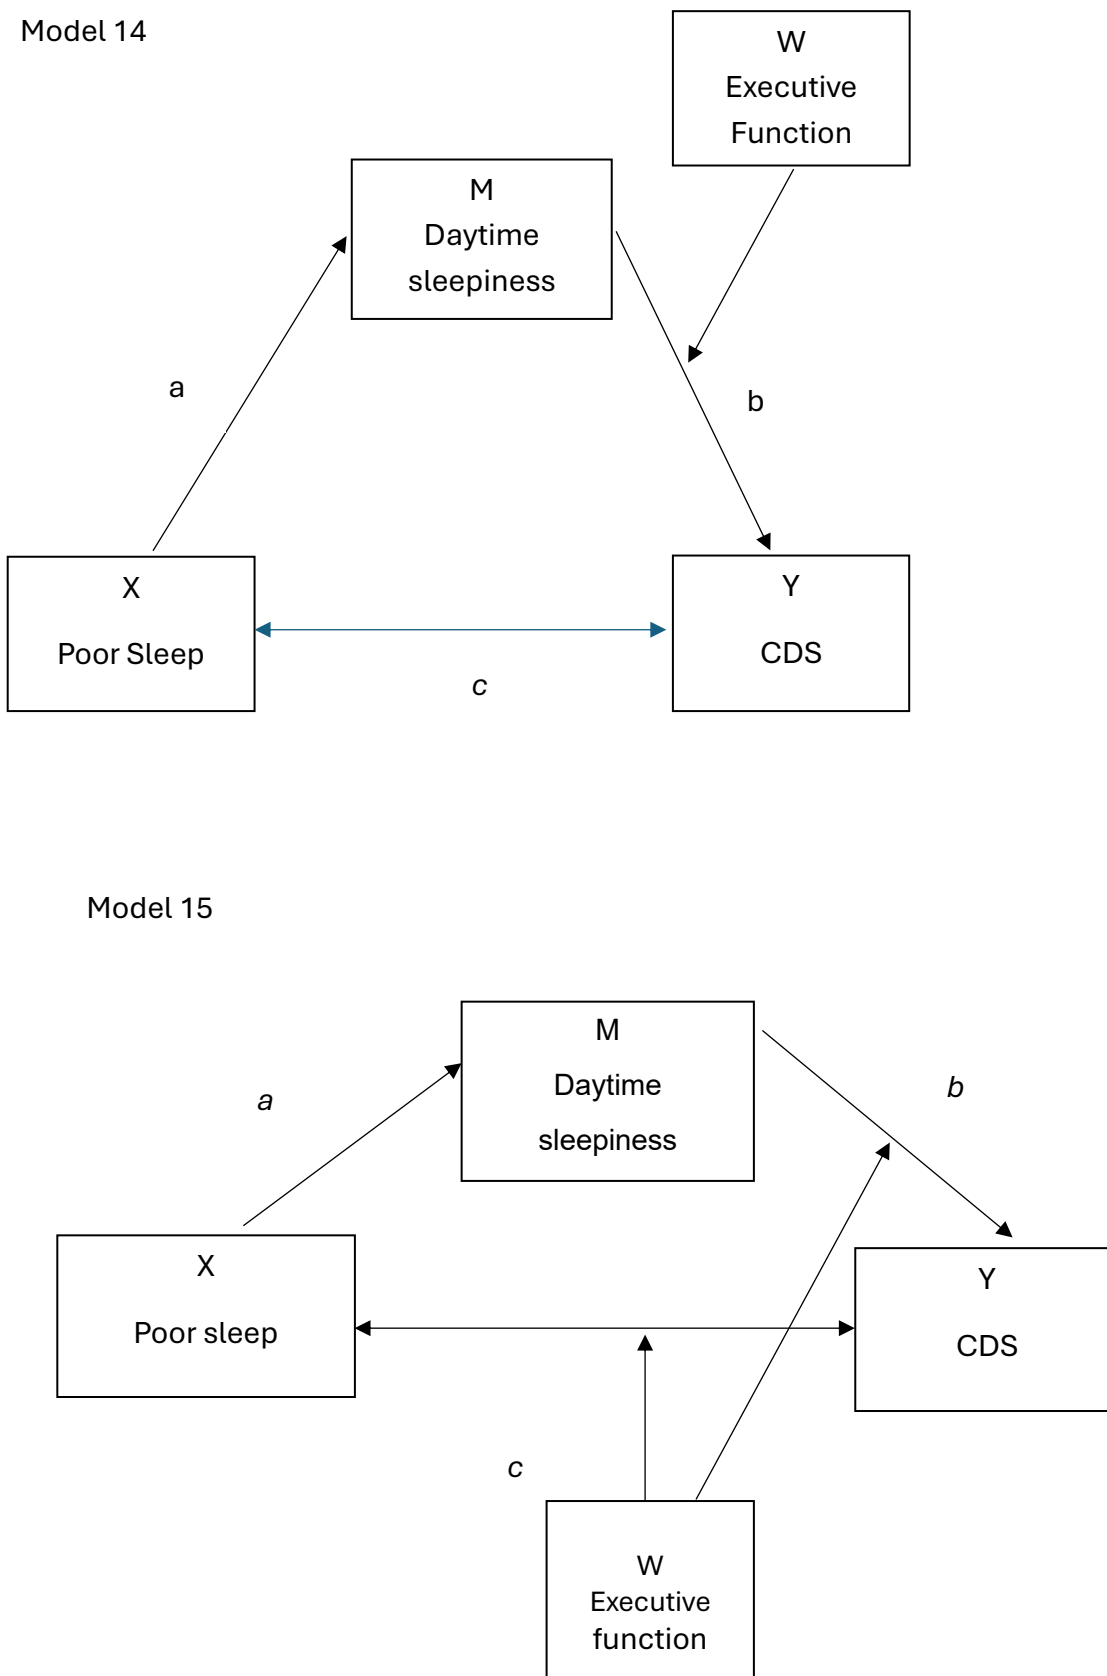 Model 14
W
Executive
Function
M
Daytime
sleepiness
a
b
X
Poor Sleep
Y
CDS
c
Model 15
M
Daytime
sleepiness
a
b
X
Poor sleep
Y
CDS
c
W
Executive
function